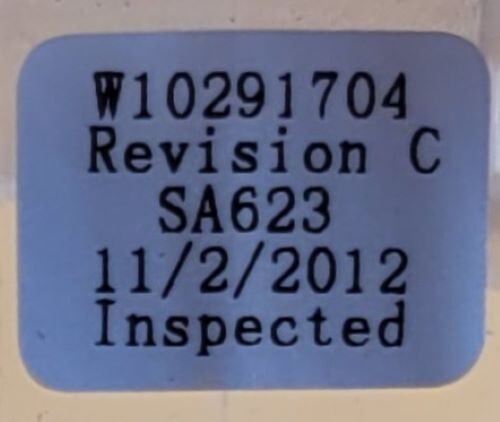 W10291704
Revision C
SA623
11/2/2012
Inspected